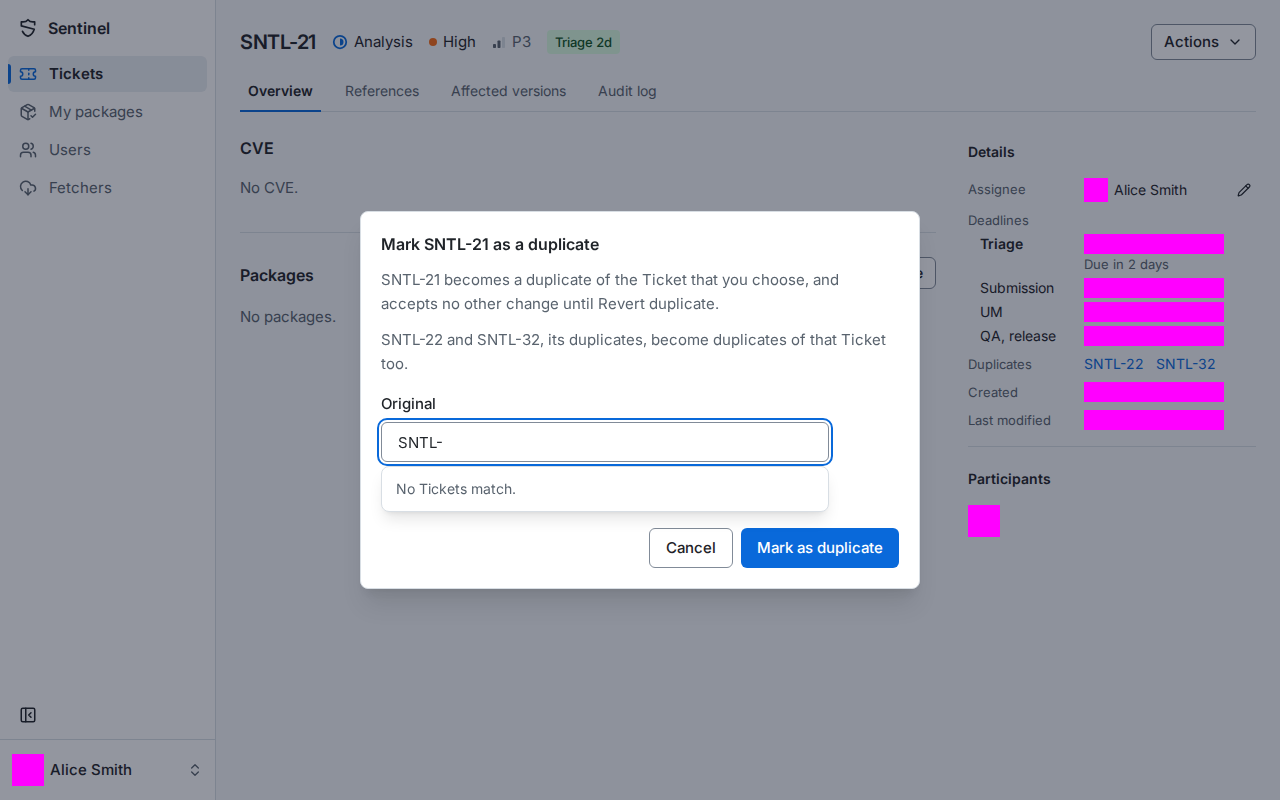 Sentinel
Tickets
My packages
Users
Fetchers
Alice Smith
SNTL-21 Analysis High P3 Triage 2d
Actions
Overview References Affected versions Audit log
CVE
No CVE.
Packages
No packages.
Mark SNTL-21 as a duplicate
SNTL-21 becomes a duplicate of the Ticket that you choose, and
accepts no other change until Revert duplicate.
SNTL-22 and SNTL-32, its duplicates, become duplicates of that Ticket
too.
Original
SNTL-
No Tickets match.
Cancel Mark as duplicate
Details
Assignee Alice Smith
Deadlines
Triage
Due in 2 days
Submission
UM
QA, release
Duplicates SNTL-22 SNTL-32
Created
Last modified
Participants